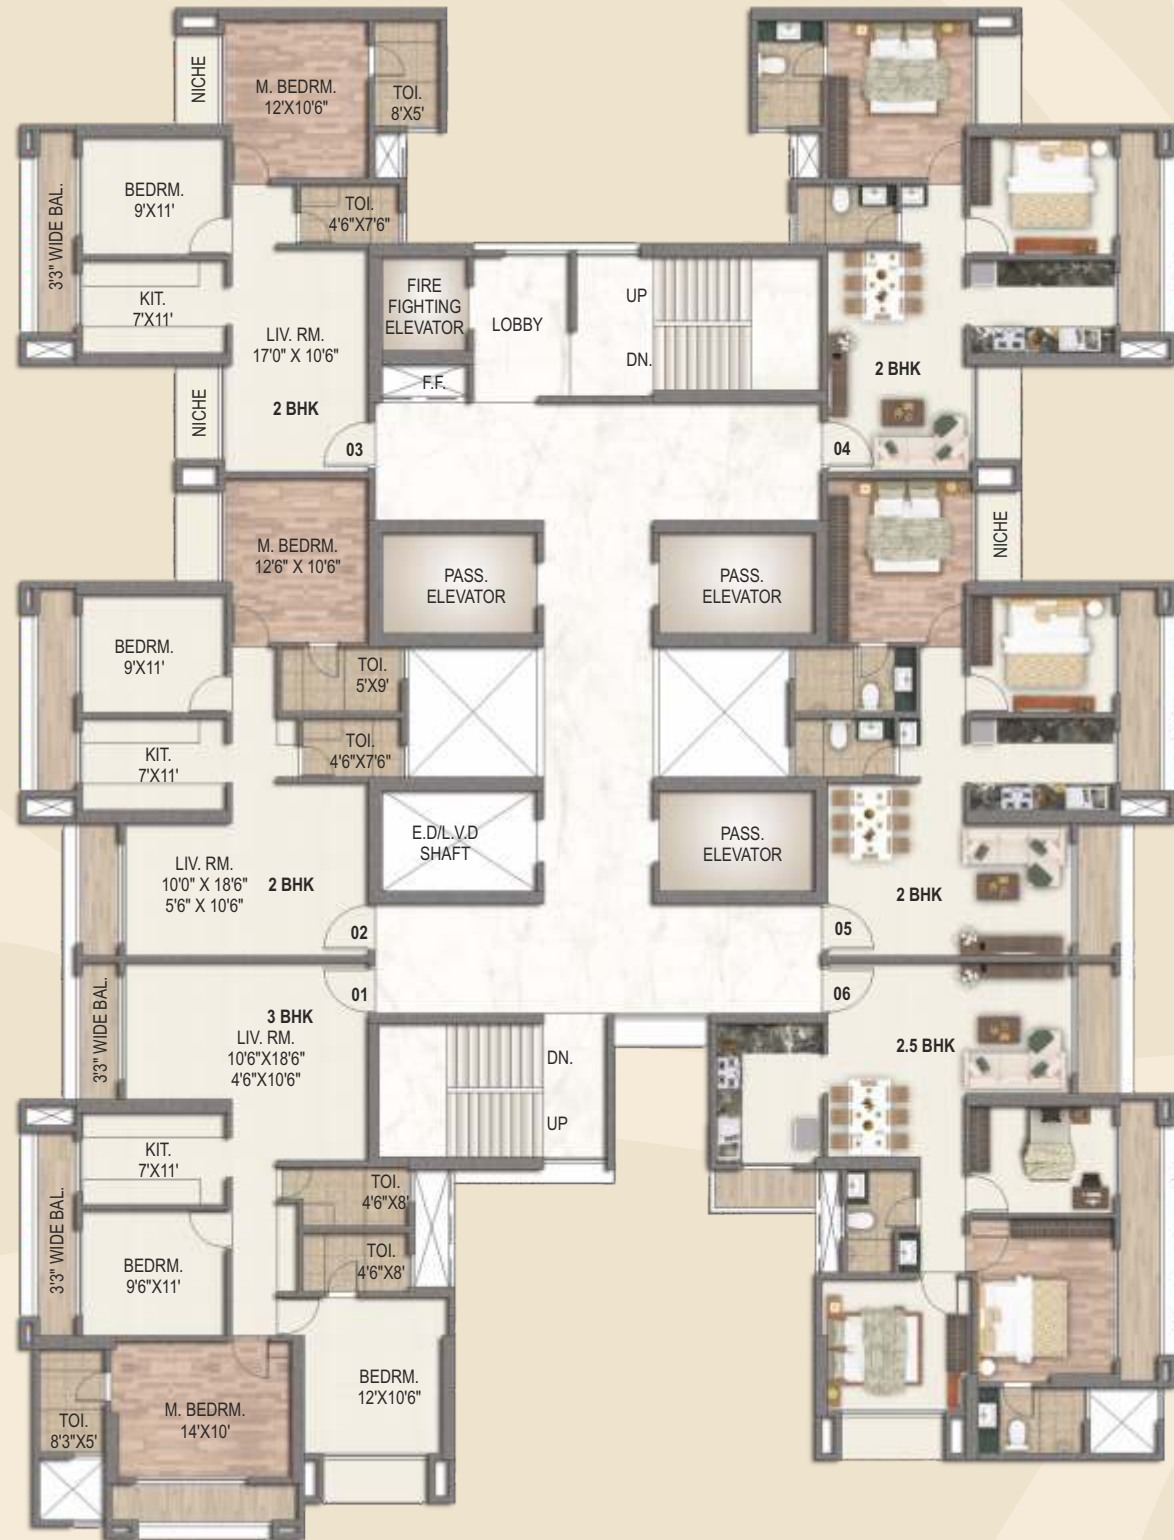 NICHE
M. BEDRM.
12'X10'6"
TOI.
8'X5'
3'3" WIDE BAL.
BEDRM.
9'X11'
TOI.
4'6"X7'6"
KIT.
7'X11'
LIV. RM.
17'0" X 10'6"
2 BHK
NICHE
03
FIRE
FIGHTING
ELEVATOR
F.F.
LOBBY
UP
DN.
2 BHK
04
NICHE
M. BEDRM.
12'6" X 10'6"
PASS.
ELEVATOR
PASS.
ELEVATOR
BEDRM.
9'X11'
TOI.
5'X9'
TOI.
4'6"X7'6"
KIT.
7'X11'
E.D/L.V.D
SHAFT
PASS.
ELEVATOR
LIV. RM.
10'0" X 18'6"
5'6" X 10'6"
2 BHK
02
2 BHK
05
01
06
3'3" WIDE BAL.
3 BHK
LIV. RM.
10'6"X18'6"
4'6"X10'6"
DN.
UP
2.5 BHK
KIT.
7'X11'
TOI.
4'6"X8'
3'3" WIDE BAL.
BEDRM.
9'6"X11'
TOI.
4'6"X8'
BEDRM.
12'X10'6"
TOI.
8'3"X5'
M. BEDRM.
14'X10'